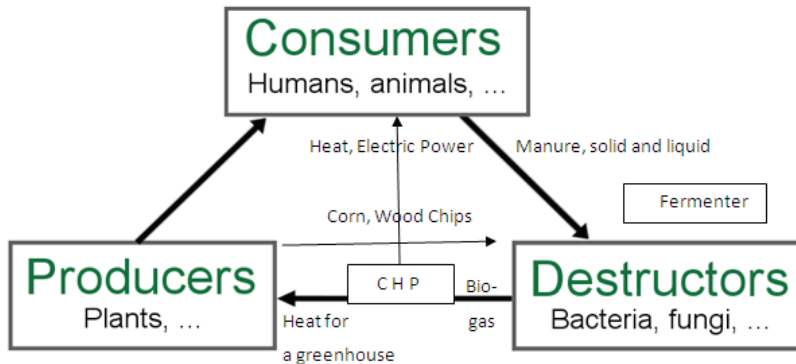 Consumers
Humans, animals, ...
Heat, Electric Power
Manure, solid and liquid
Fermenter
Corn, Wood Chips
Producers
Plants, ...
C H P
Bio-
gas
Heat for
a greenhouse
Destructors
Bacteria, fungi, ...